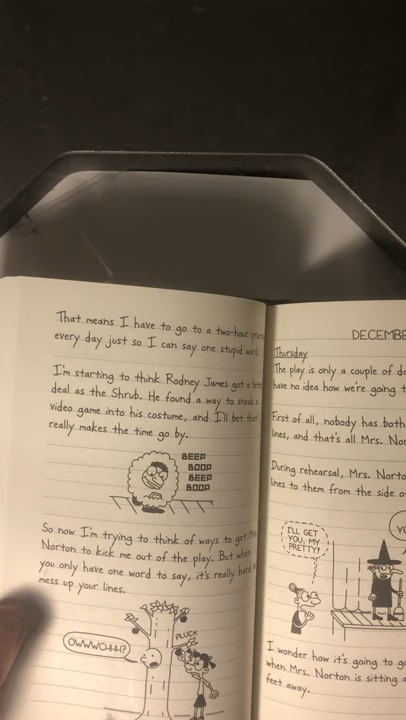 That means I have to go to a two-hour
every day just so I can say one stupid word.
I'm starting to think Rodney James got a
deal as the Shrub. He found a way to sneak a
video game into his costume, and I'll bet that
really makes the time go by.
BEEP
BOOP
BEEP
BOOP
So now I'm trying to think of ways to get
Norton to kick me out of the play. But when
you only have one word to say, it's really hard
mess up your lines.
OWWWCHHH?
PLUCK
Thursday
The play is only a couple of
have no idea how we're going
First of all, nobody has both
lines, and that's all Mrs.
During rehearsal, Mrs.
lines to them from the side
I'LL GET
YOU, MY
PRETTY!
I wonder how it's going to
when Mrs. Norton is sitting
feet away.